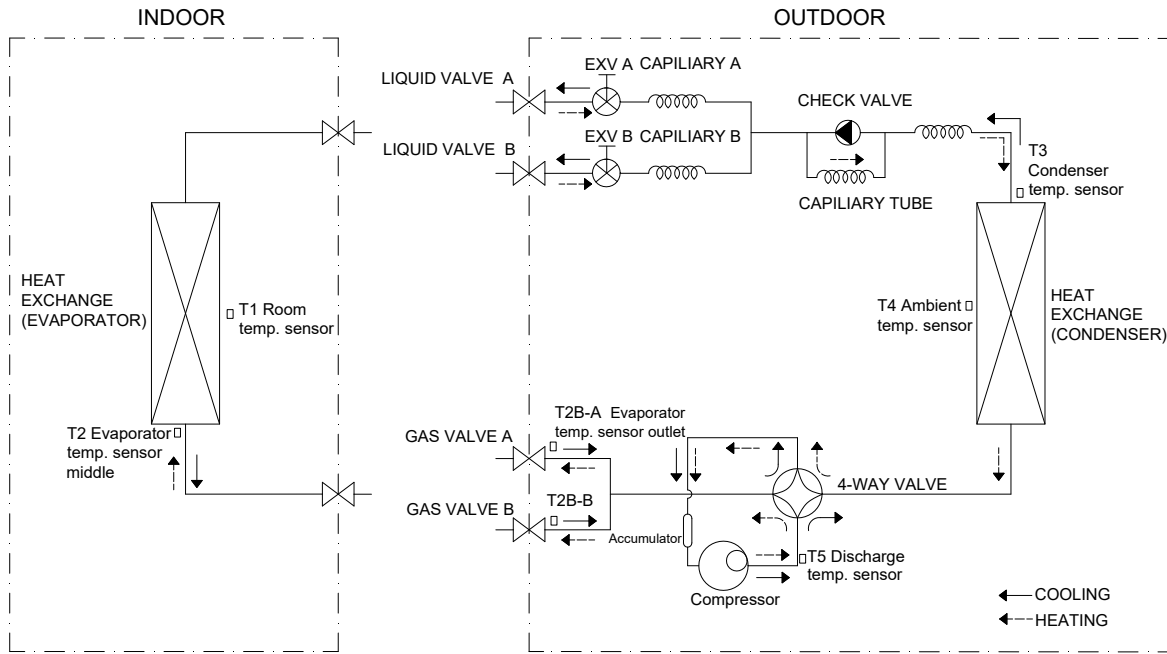 INDOOR
OUTDOOR
LIQUID VALVE A
EXV A CAPILIARY A
LIQUID VALVE B
EXV B CAPILIARY B
CHECK VALVE
CAPILIARY TUBE
T3
Condenser
temp. sensor
HEAT
EXCHANGE
(EVAPORATOR)
T1 Room
temp. sensor
T4 Ambient
temp. sensor
HEAT
EXCHANGE
(CONDENSER)
T2 Evaporator
temp. sensor
middle
GAS VALVE A
T2B-A Evaporator
temp. sensor outlet
4-WAY VALVE
GAS VALVE B
T2B-B
Accumulator
T5 Discharge
temp. sensor
Compressor
COOLING
HEATING